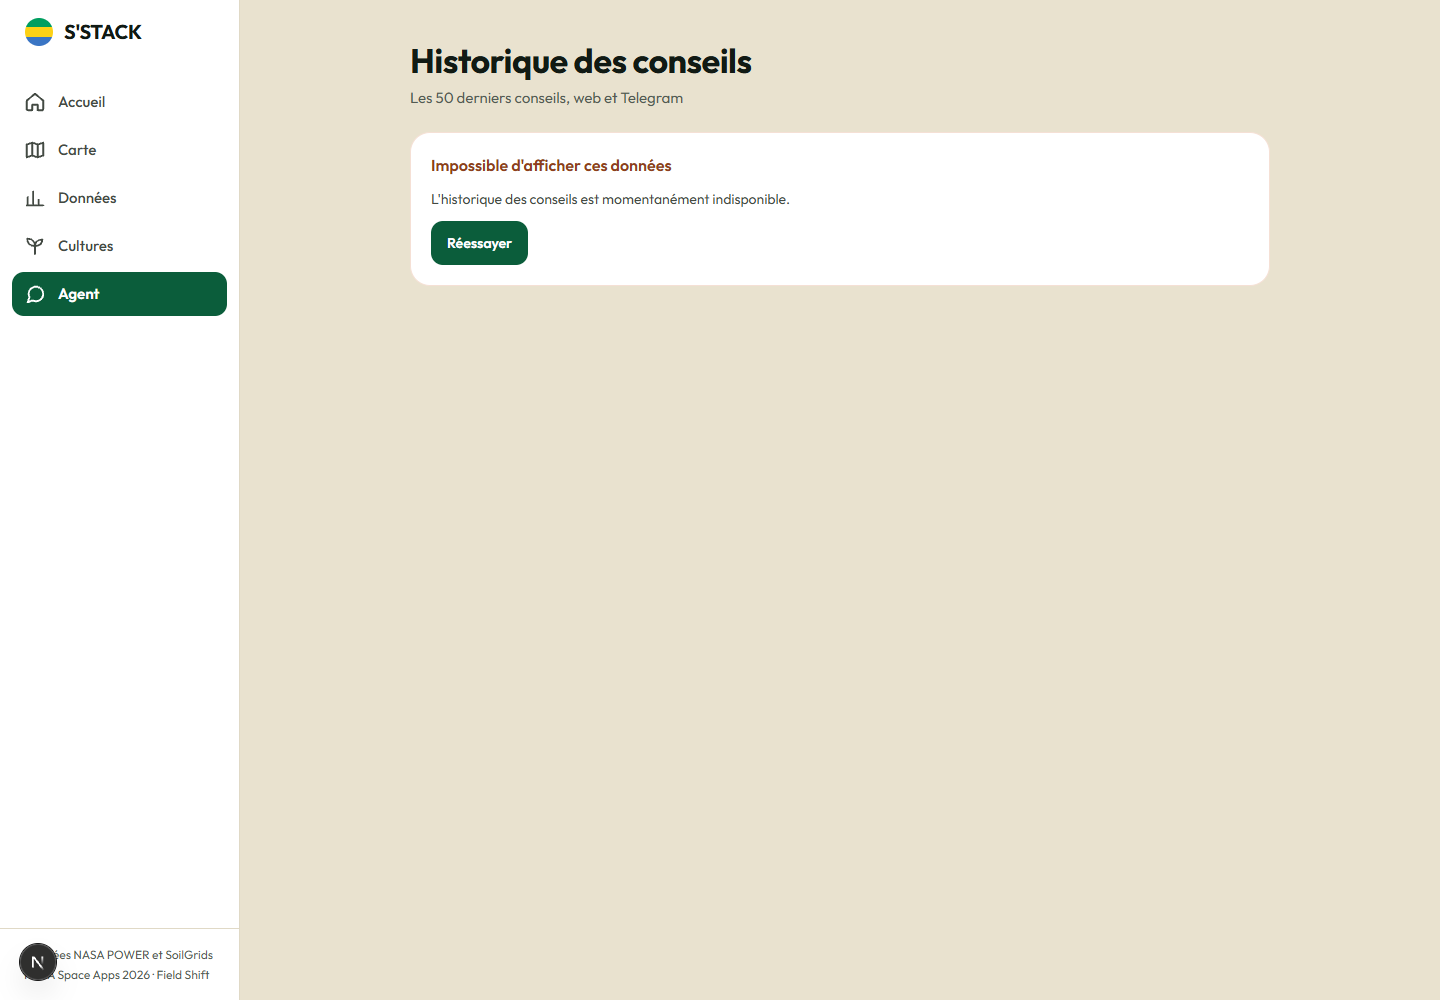 S'STACK
Accueil
Carte
Données
Cultures
Agent
Historique des conseils
Les 50 derniers conseils, web et Telegram
Impossible d'afficher ces données
L'historique des conseils est momentanément indisponible.
Réessayer
NASA POWER et SoilGrids
Space Apps 2026 · Field Shift
N